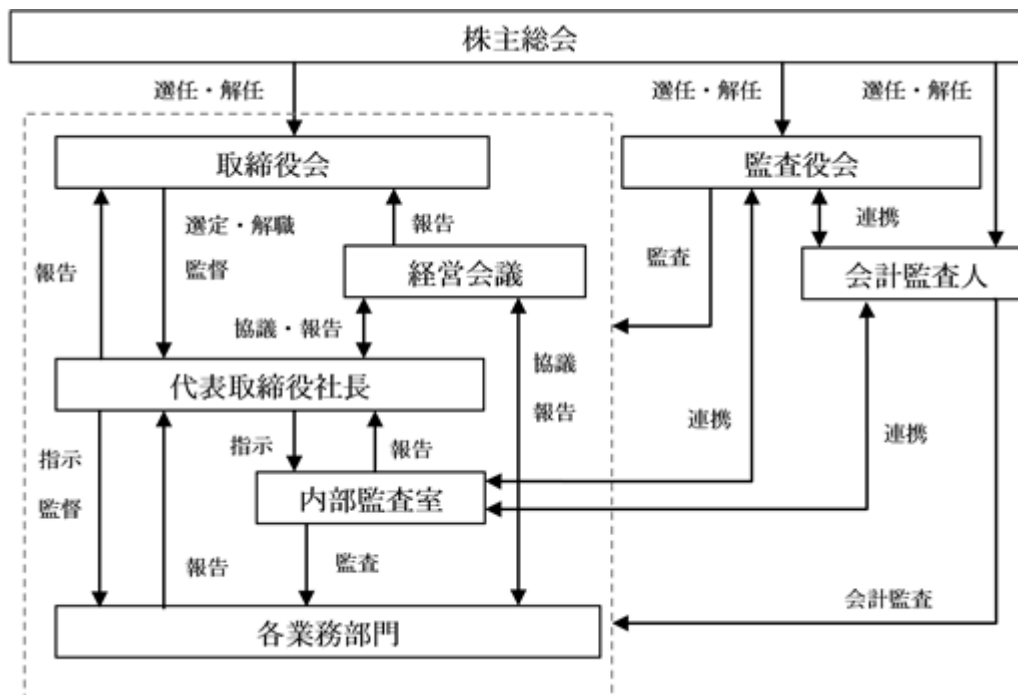 株主総会
選任・解任
選任・解任
選任・解任
取締役会
監査役会
選定・解職
監督
報告
報告
経営会議
監査
連携
会計監査人
協議・報告
代表取締役社長
協議
報告
指示
監督
指示
報告
連携
連携
内部監査室
報告
監査
会計監査
各業務部門